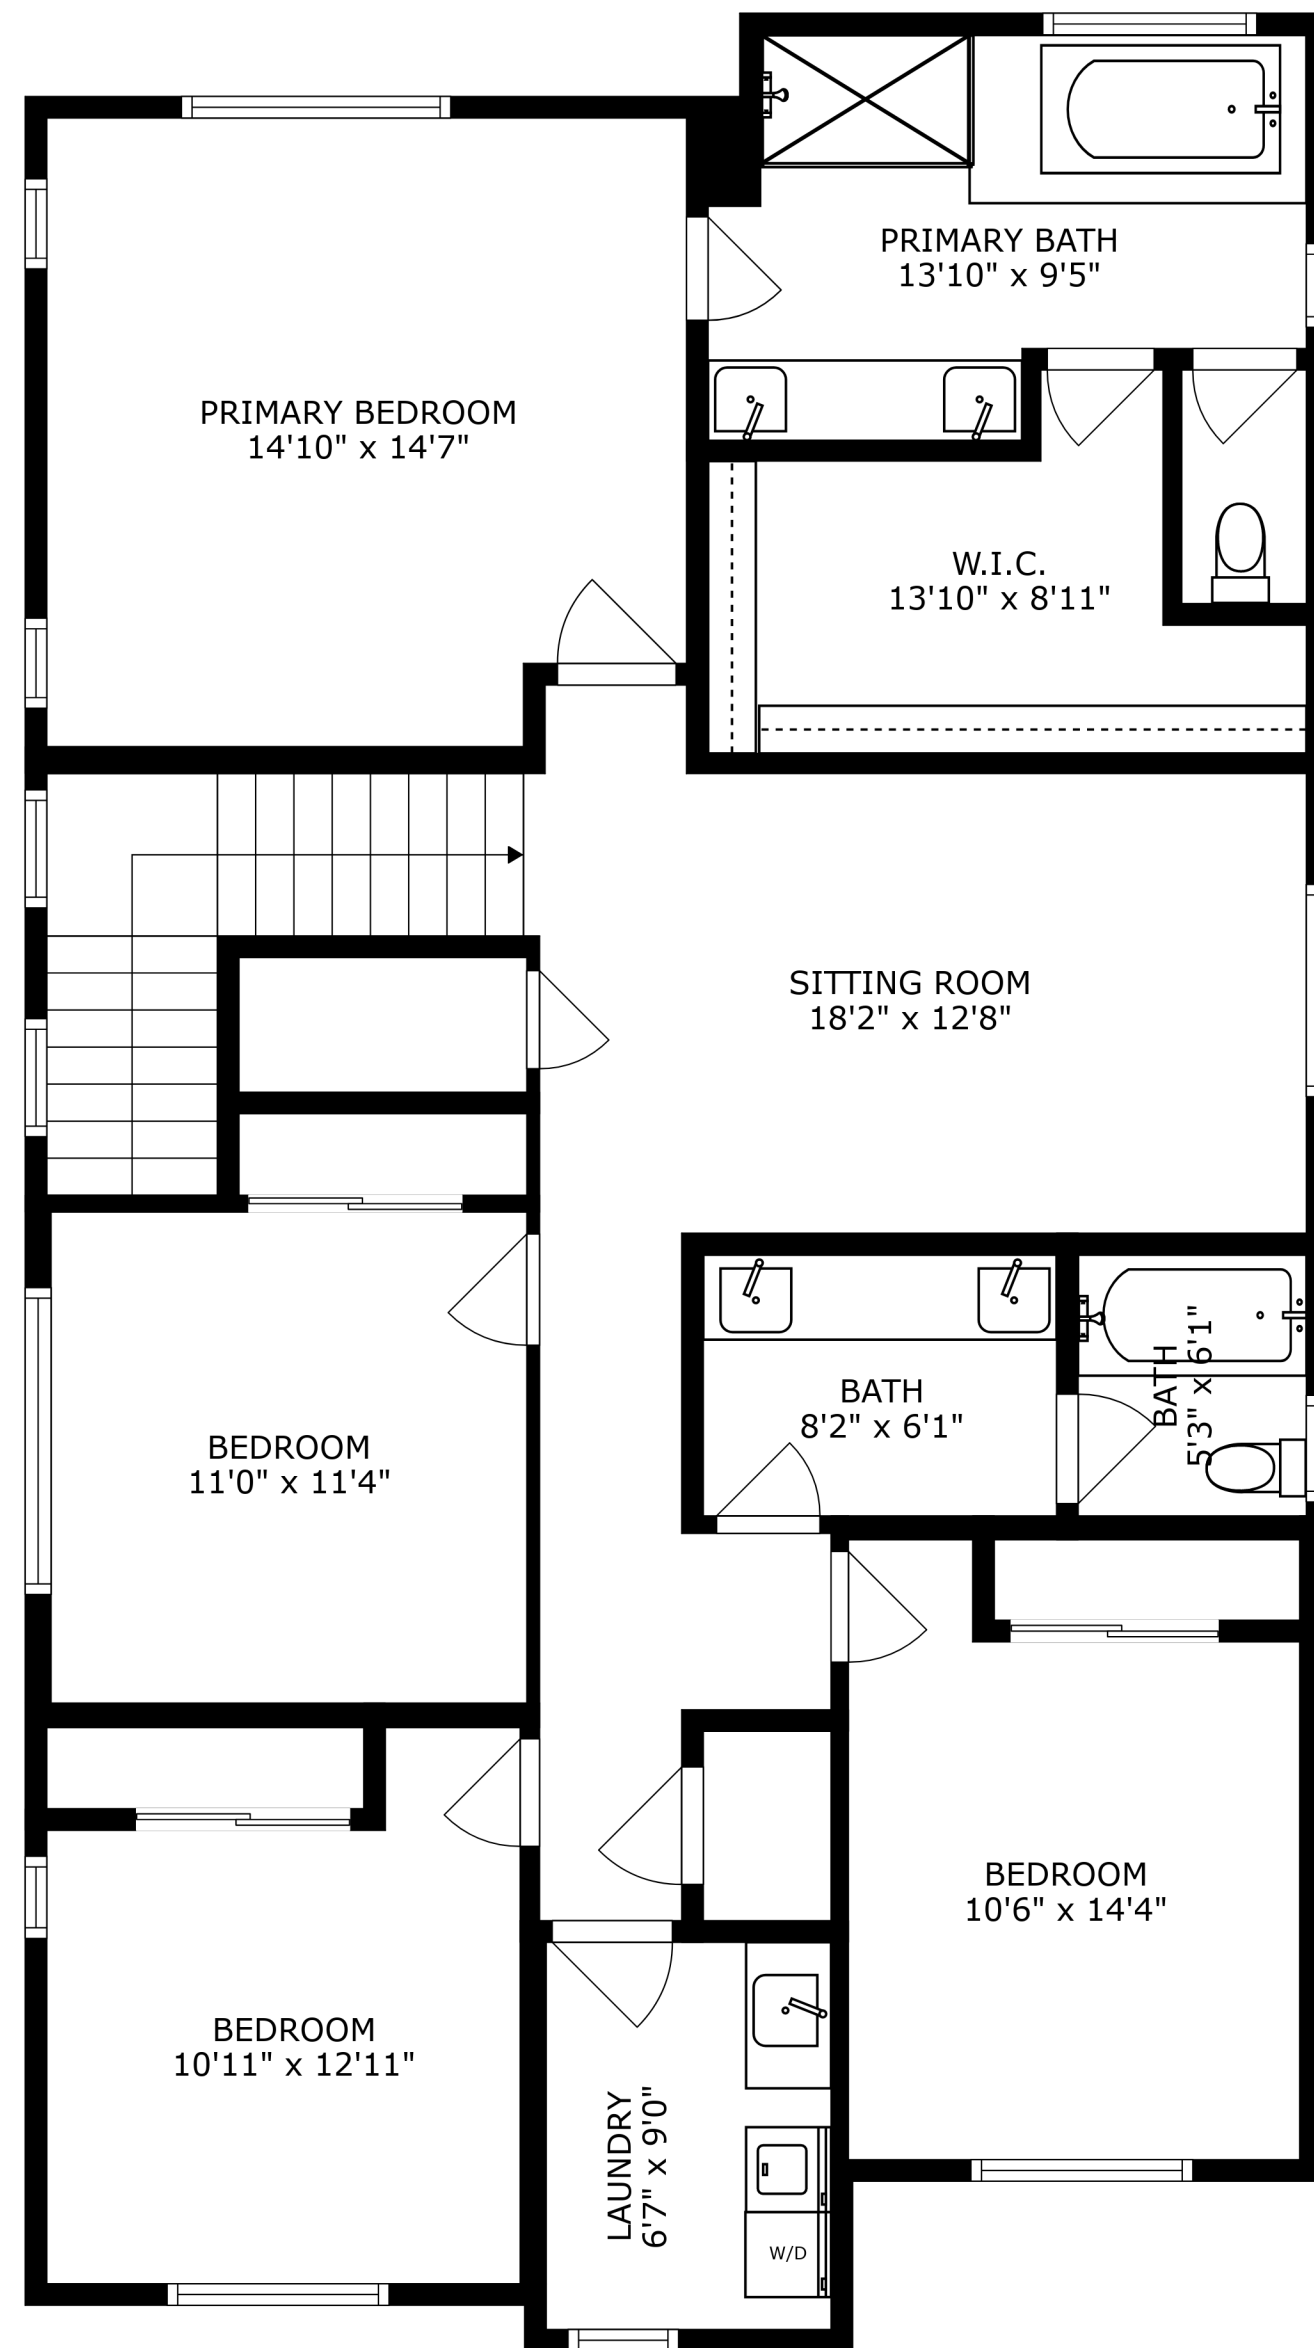 PRIMARY BATH
13'10" x 9'5"
PRIMARY BEDROOM
14'10" x 14'7"
W.I.C.
13'10" x 8'11"
SITTING ROOM
18'2" x 12'8"
BATH
8'2" x 6'1"
BATH
5'3" x 6'1"
BEDROOM
11'0" x 11'4"
BEDROOM
10'6" x 14'4"
BEDROOM
10'11" x 12'11"
LAUNDRY
6'7" x 9'0"
W/D